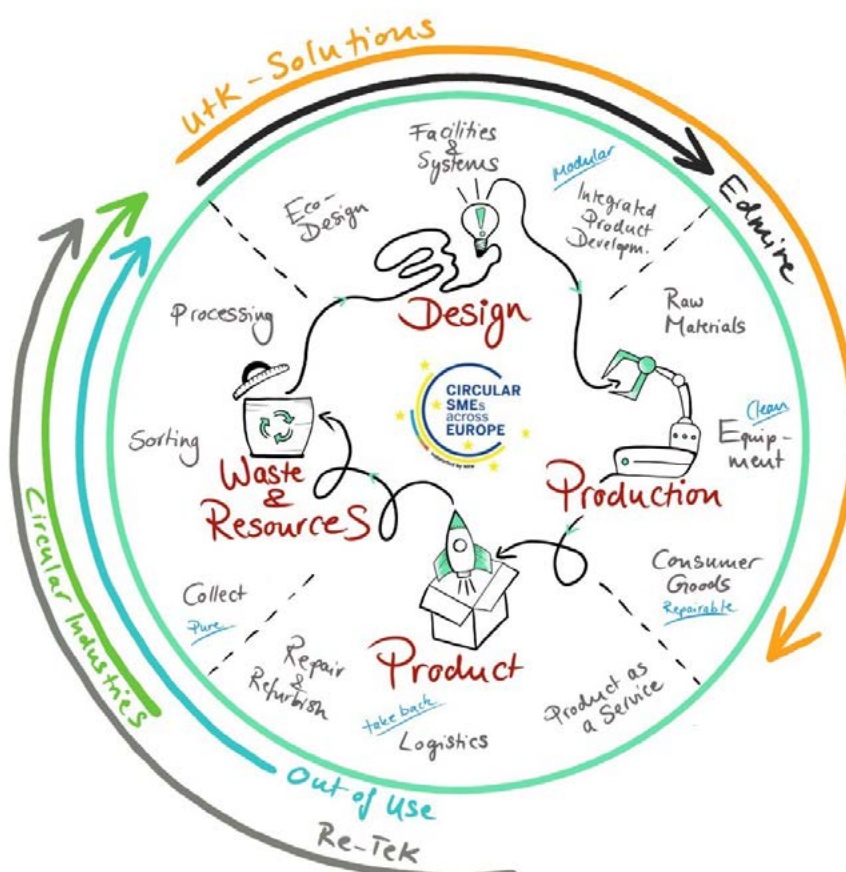 UtK-Solutions
Edmire
Facilities
&
Systems
Modular
Integrated
Product
Developm.
Eco-
Design
Design
Raw
Materials
Clean
Equip-
ment
Production
Consumer
Goods
Repairable
Product as
a Service
Product
take back
Logistics
Repair
&
Refurbish
Collect
Pure
Waste
&
Resources
Sorting
Processing
CIRCULAR
SMEs
across
EUROPE
Circular Industries
Out of Use
Re-Tek